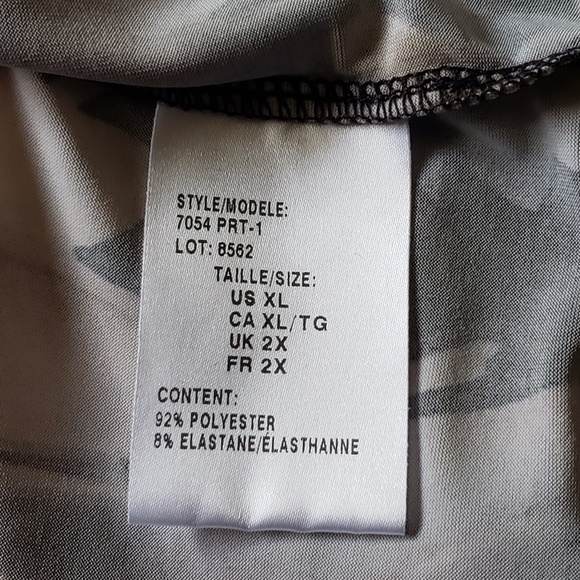 STYLE/MODELE:
7054 PRT-1
LOT: 8562
TAILLE/SIZE:
US XL
CA XL/TG
UK 2X
FR 2X
CONTENT:
92% POLYESTER
8% ELASTANE/ÉLASTHANNE